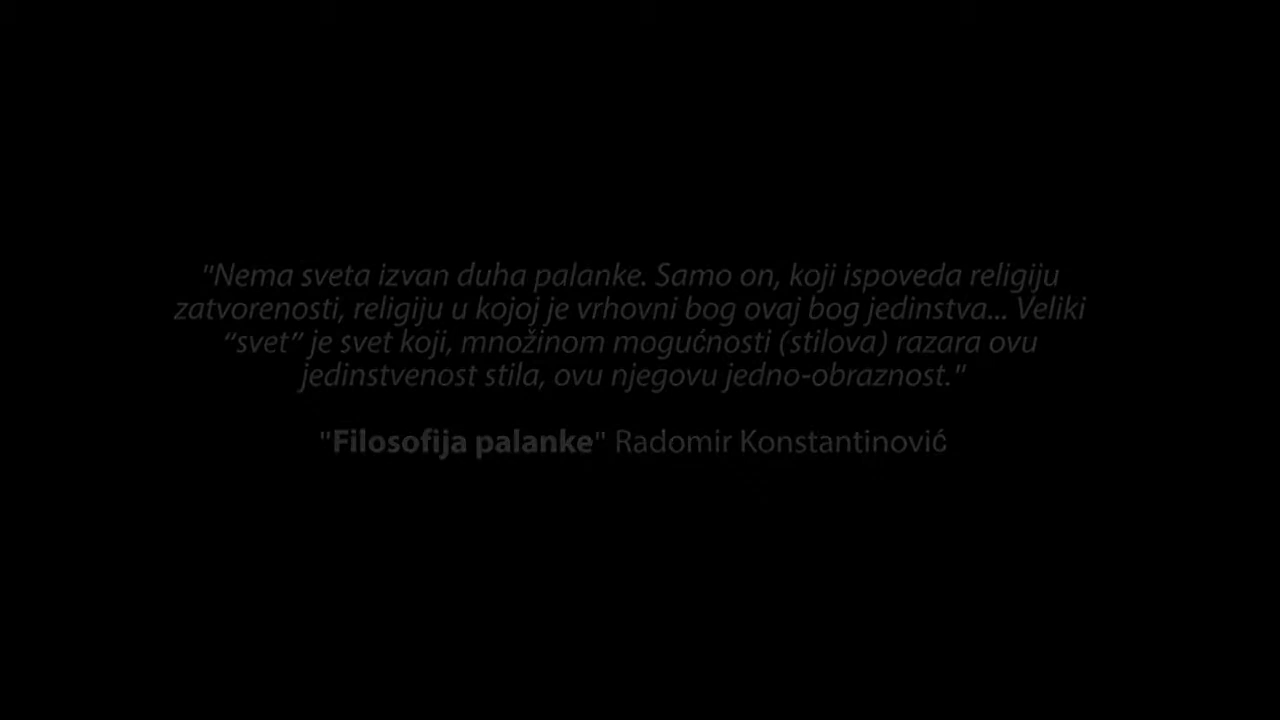 "Nema sveta izvan duha palanke. Samo on, koji ispoveda religiju
zatvorenosti, religiju u kojoj je vrhovni bog ovaj bog jedinstva... Veliki
“svet” je svet koji, množinom mogućnosti (stilova) razara ovu
jedinstvenost stila, ovu njegovu jedno-obraznost."
"Filosofija palanke" Radomir Konstantinović